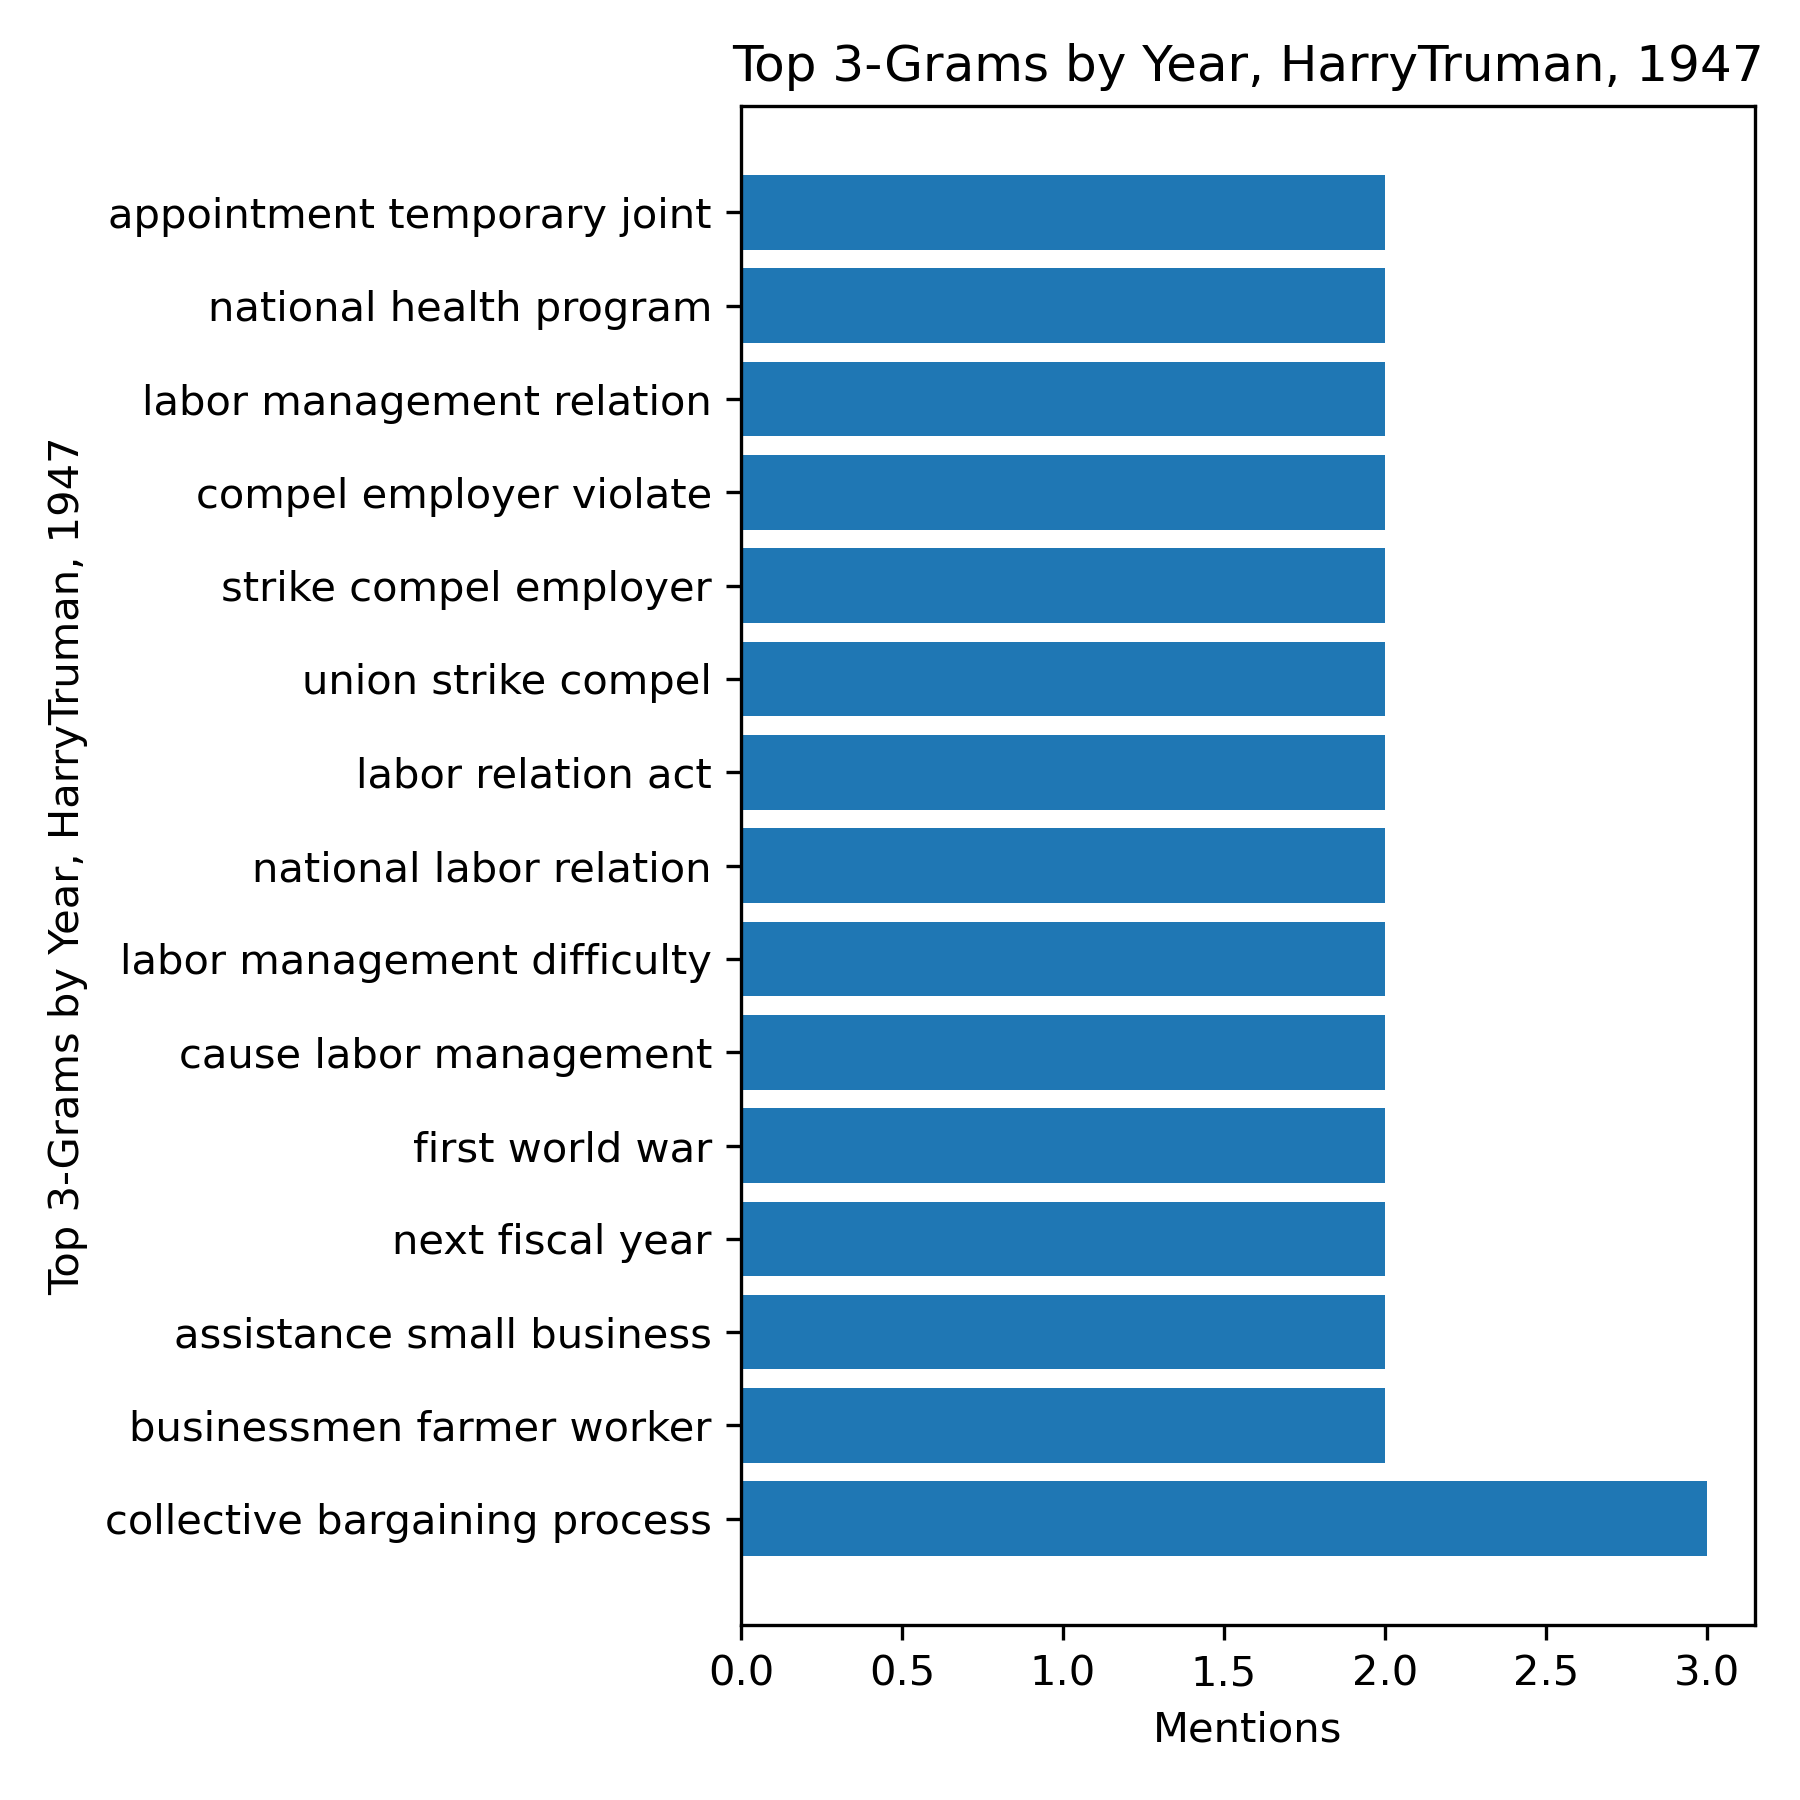 Top 3-Grams by Year, HarryTruman, 1947
Top 3-Grams by Year, HarryTruman, 1947
appointment temporary joint
national health program
labor management relation
compel employer violate
strike compel employer
union strike compel
labor relation act
national labor relation
labor management difficulty
cause labor management
first world war
next fiscal year
assistance small business
businessmen farmer worker
collective bargaining process
0.0 0.5 1.0 1.5 2.0 2.5 3.0
Mentions